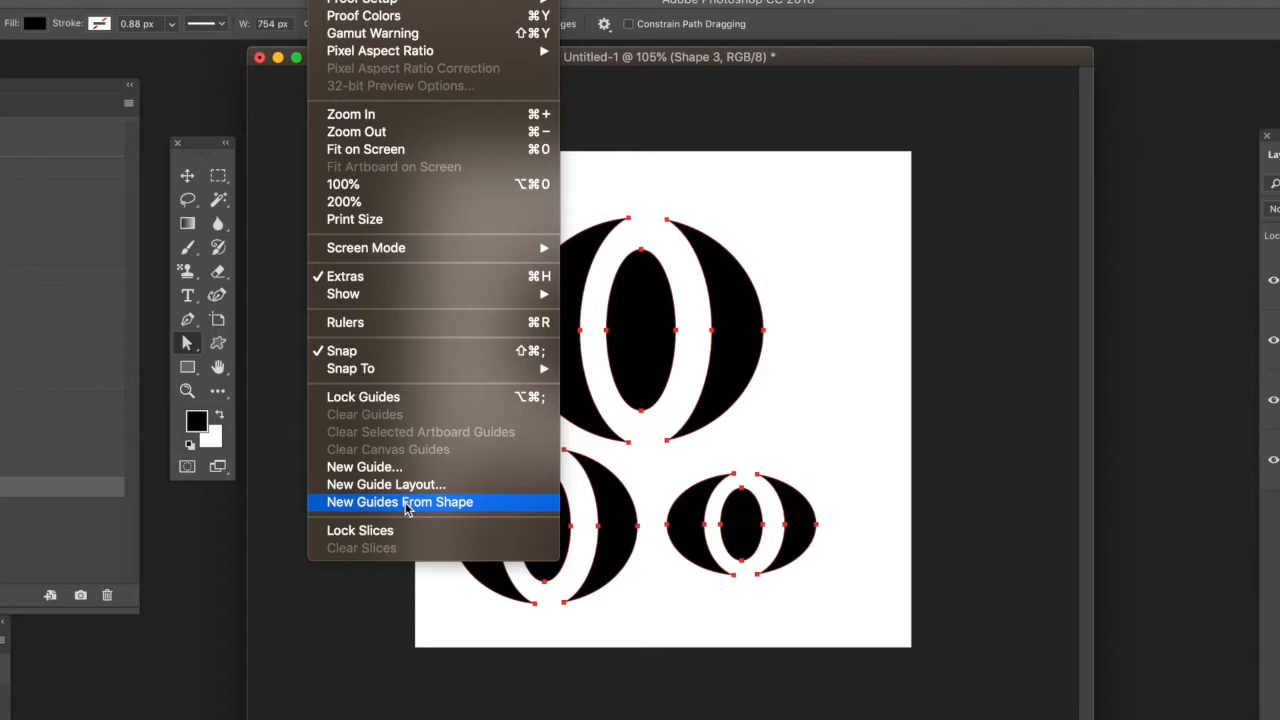 Adobe Photoshop CC 2018
Proof Setup
Fill: Stroke: 0.88 px W: 754 px Constrain Path Dragging
Proof Colors ⌘Y
Gamut Warning ⇧⌘Y
Untitled-1 @ 105% (Shape 3, RGB/8) *
Pixel Aspect Ratio
Pixel Aspect Ratio Correction
32-bit Preview Options...
Zoom In ⌘+
Zoom Out ⌘−
Fit on Screen ⌘0
Fit Artboard on Screen
100% ⌥⌘0
200%
Print Size
Screen Mode
✓ Extras ⌘H
Show
Rulers ⌘R
✓ Snap ⇧⌘;
Snap To
Lock Guides ⌥⌘;
Clear Guides
Clear Selected Artboard Guides
Clear Canvas Guides
New Guide...
New Guide Layout...
New Guides From Shape
Lock Slices
Clear Slices